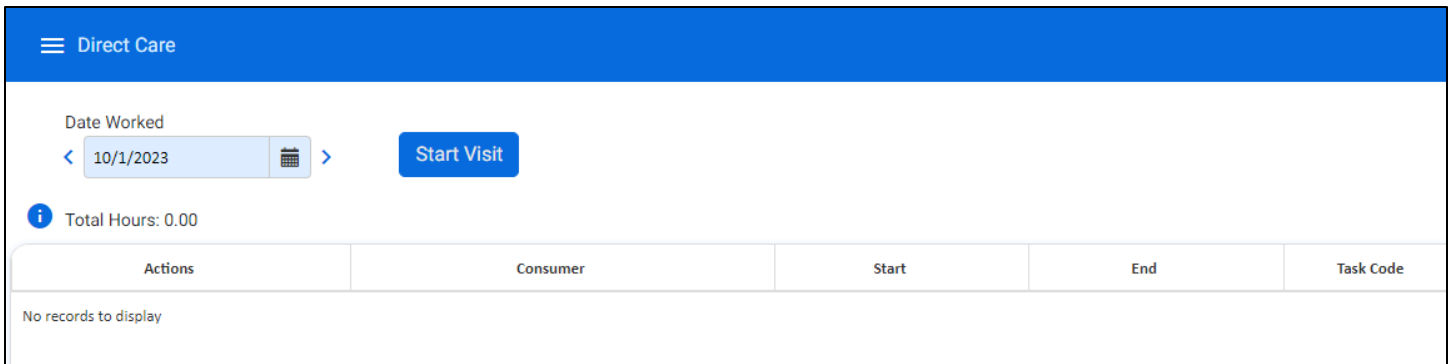 Direct Care
Date Worked
10/1/2023
Start Visit
Total Hours: 0.00
Actions Consumer Start End Task Code
No records to display